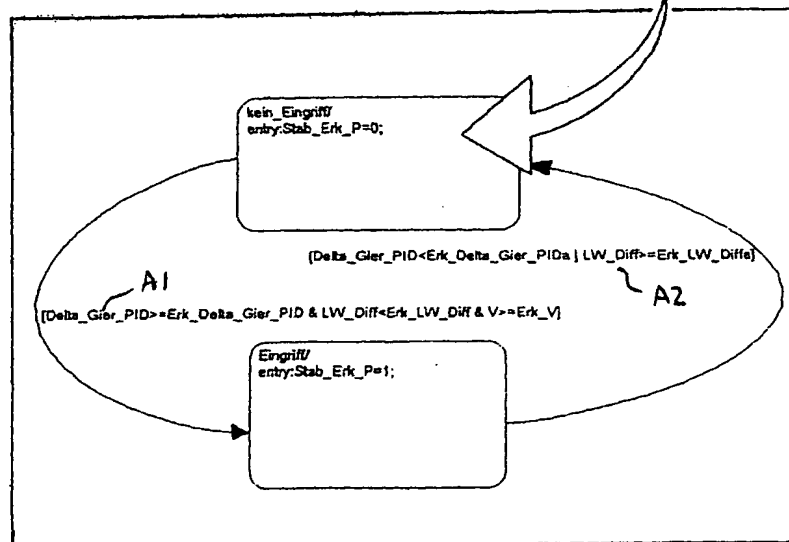 kein_Eingriff/
entry:Stab_Erk_P=0;
[Delta_Gier_PID<Erk_Delta_Gier_PIDa | LW_Diff>=Erk_LW_Diffa]
A1
A2
[Delta_Gier_PID>=Erk_Delta_Gier_PID & LW_Diff<Erk_LW_Diff & V>=Erk_V]
Eingriff/
entry:Stab_Erk_P=1;